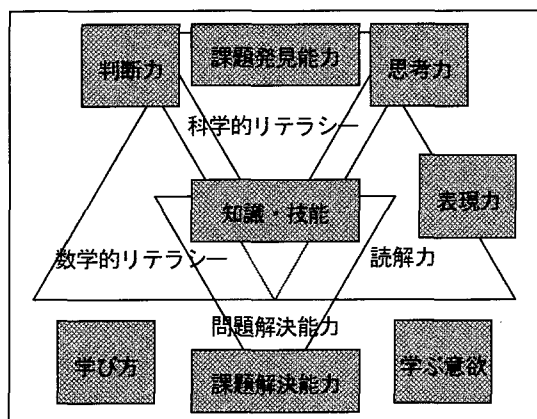 判断力
課題発見能力
思考力
科学的リテラシー
知識・技能
表現力
数学的リテラシー
読解力
問題解決能力
学び方
課題解決能力
学ぶ意欲